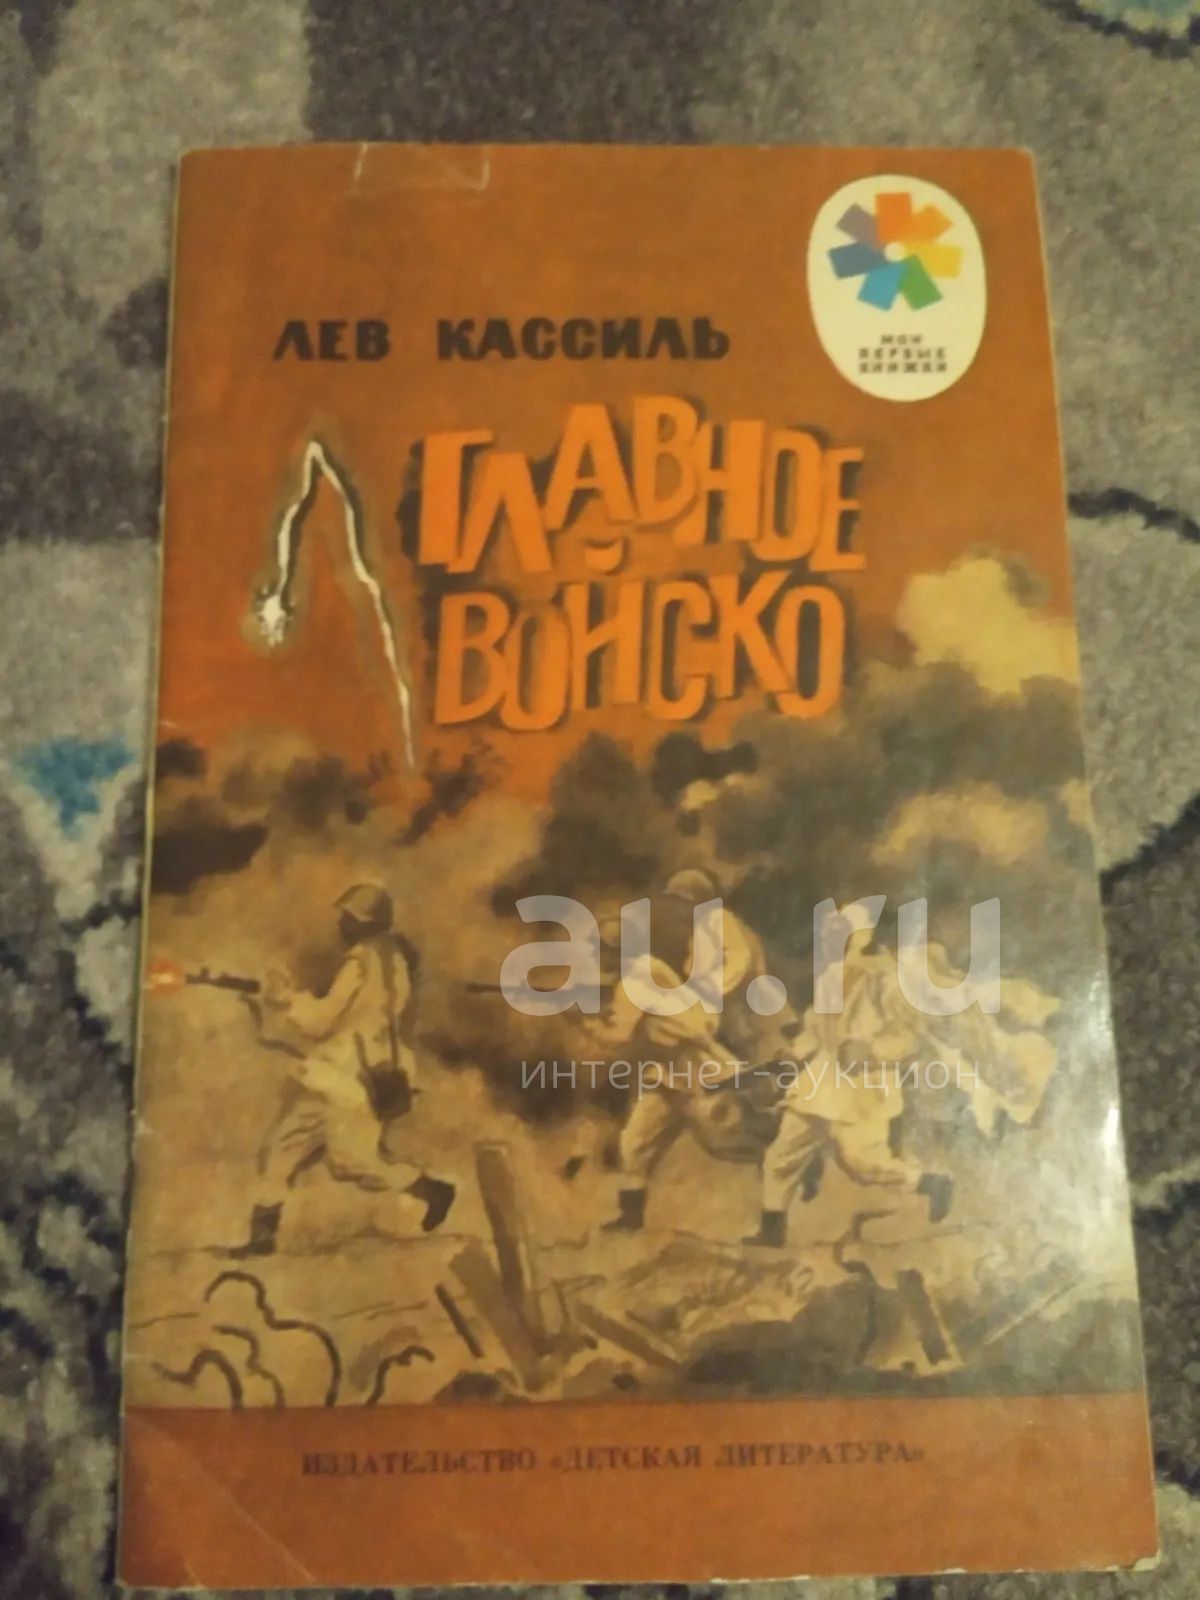 МОИ
ПЕРВЫЕ
КНИЖКИ
ЛЕВ КАССИЛЬ
ГЛАВНОЕ
ВОЙСКО
au.ru
интернет-аукцион
ИЗДАТЕЛЬСТВО «ДЕТСКАЯ ЛИТЕРАТУРА»